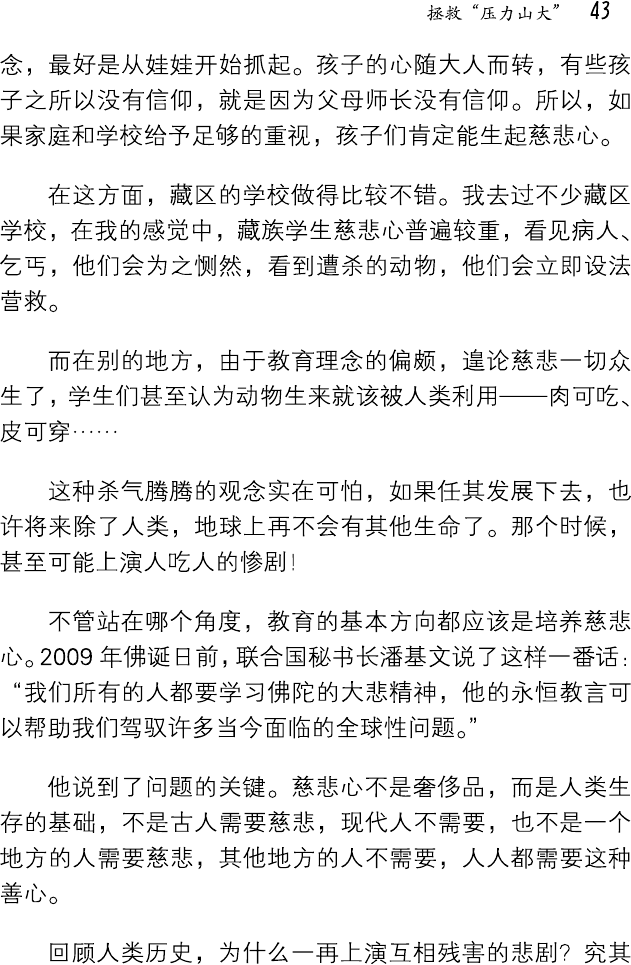 拯救“压力山大” 43
念，最好是从娃娃开始抓起。孩子的心随大人而转，有些孩
子之所以没有信仰，就是因为父母师长没有信仰。所以，如
果家庭和学校给予足够的重视，孩子们肯定能生起慈悲心。
在这方面，藏区的学校做得比较不错。我去过不少藏区
学校，在我的感觉中，藏族学生慈悲心普遍较重，看见病人、
乞丐，他们会为之恻然，看到遭杀的动物，他们会立即设法
营救。
而在别的地方，由于教育理念的偏颇，遑论慈悲一切众
生了，学生们甚至认为动物生来就该被人类利用——肉可吃、
皮可穿……
这种杀气腾腾的观念实在可怕，如果任其发展下去，也
许将来除了人类，地球上再不会有其他生命了。那个时候，
甚至可能上演人吃人的惨剧！
不管站在哪个角度，教育的基本方向都应该是培养慈悲
心。2009 年佛诞日前，联合国秘书长潘基文说了这样一番话：
“我们所有的人都要学习佛陀的大悲精神，他的永恒教言可
以帮助我们驾驭许多当今面临的全球性问题。”
他说到了问题的关键。慈悲心不是奢侈品，而是人类生
存的基础，不是古人需要慈悲，现代人不需要，也不是一个
地方的人需要慈悲，其他地方的人不需要，人人都需要这种
善心。
回顾人类历史，为什么一再上演互相残害的悲剧？究其